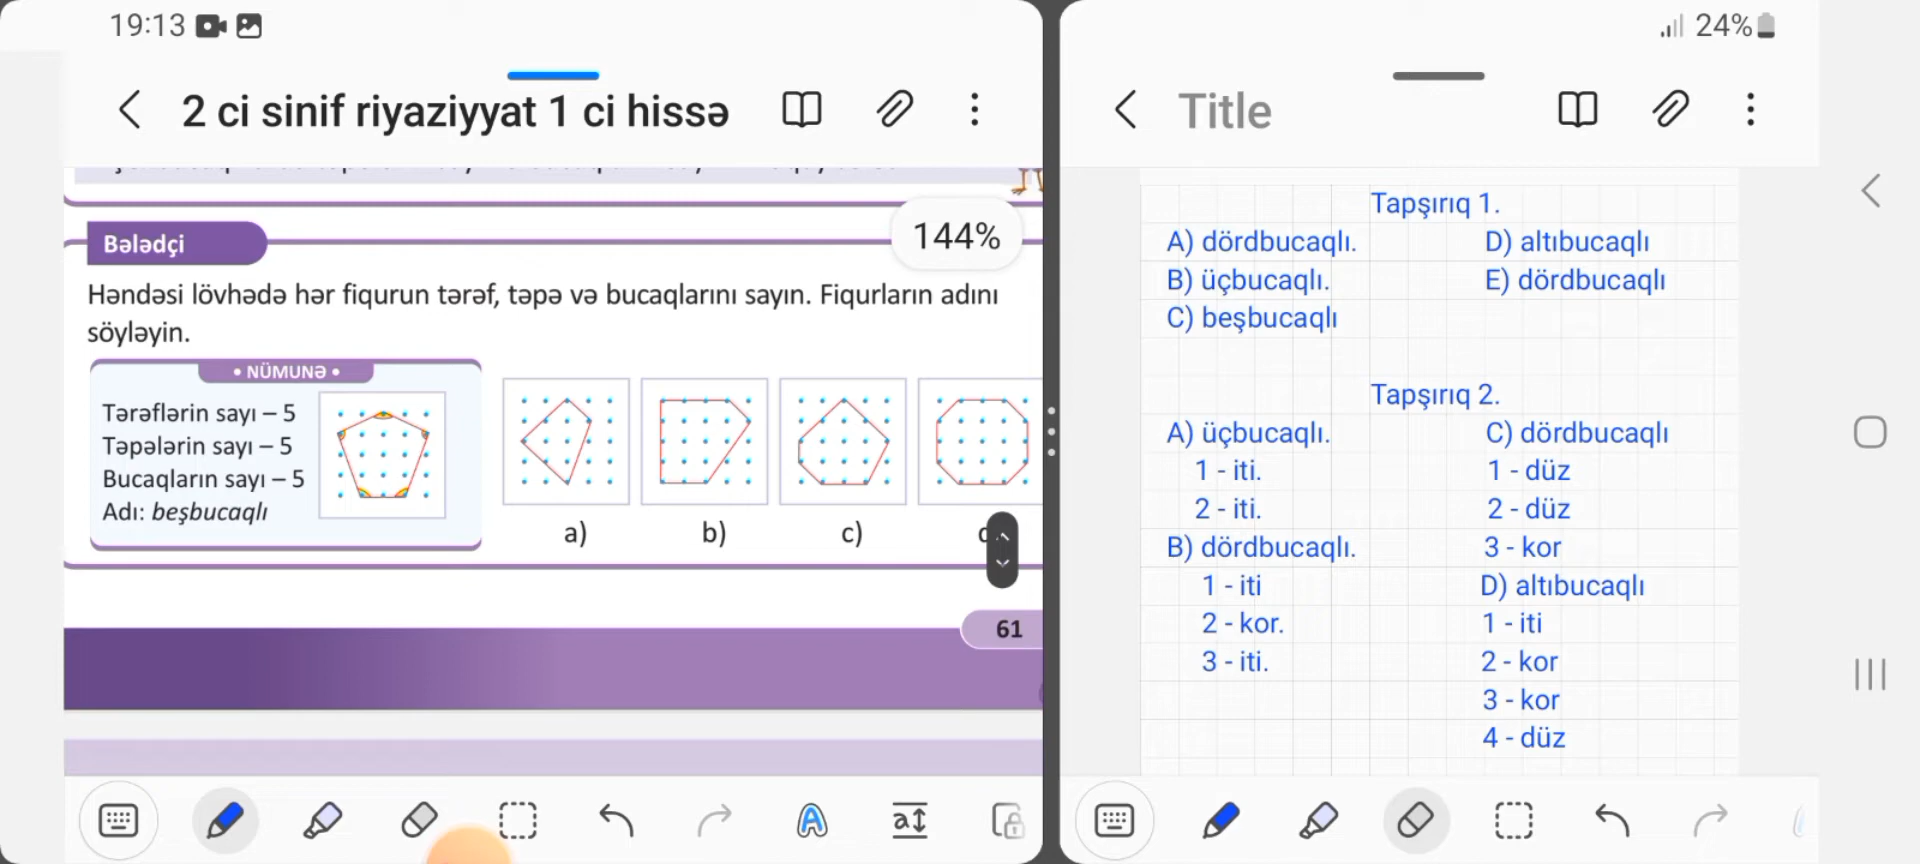 19:13
24%
2 ci sinif riyaziyyat 1 ci hissə
Bələdçi
144%
Həndəsi lövhədə hər fiqurun tərəf, təpə və bucaqlarını sayın. Fiqurların adını
söyləyin.
• NÜMUNƏ •
Tərəflərin sayı – 5
Təpələrin sayı – 5
Bucaqların sayı – 5
Adı: beşbucaqlı
a) b) c)
61
Title
Tapşırıq 1.
A) dördbucaqlı. D) altıbucaqlı
B) üçbucaqlı. E) dördbucaqlı
C) beşbucaqlı
Tapşırıq 2.
A) üçbucaqlı. C) dördbucaqlı
1 - iti. 1 - düz
2 - iti. 2 - düz
B) dördbucaqlı. 3 - kor
1 - iti D) altıbucaqlı
2 - kor. 1 - iti
3 - iti. 2 - kor
3 - kor
4 - düz